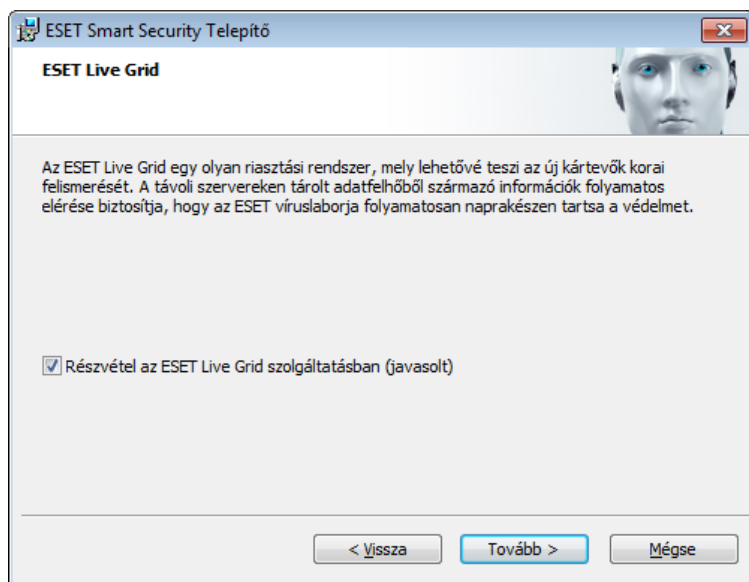 ESET Smart Security Telepítő
ESET Live Grid
Az ESET Live Grid egy olyan riasztási rendszer, mely lehetővé teszi az új kártevők korai
felismerését. A távoli szervereken tárolt adatfelhőből származó információk folyamatos
elérése biztosítja, hogy az ESET víruslaborja folyamatosan naprakészen tartsa a védelmet.
Részvétel az ESET Live Grid szolgáltatásban (javasolt)
< Vissza
Tovább >
Mégse